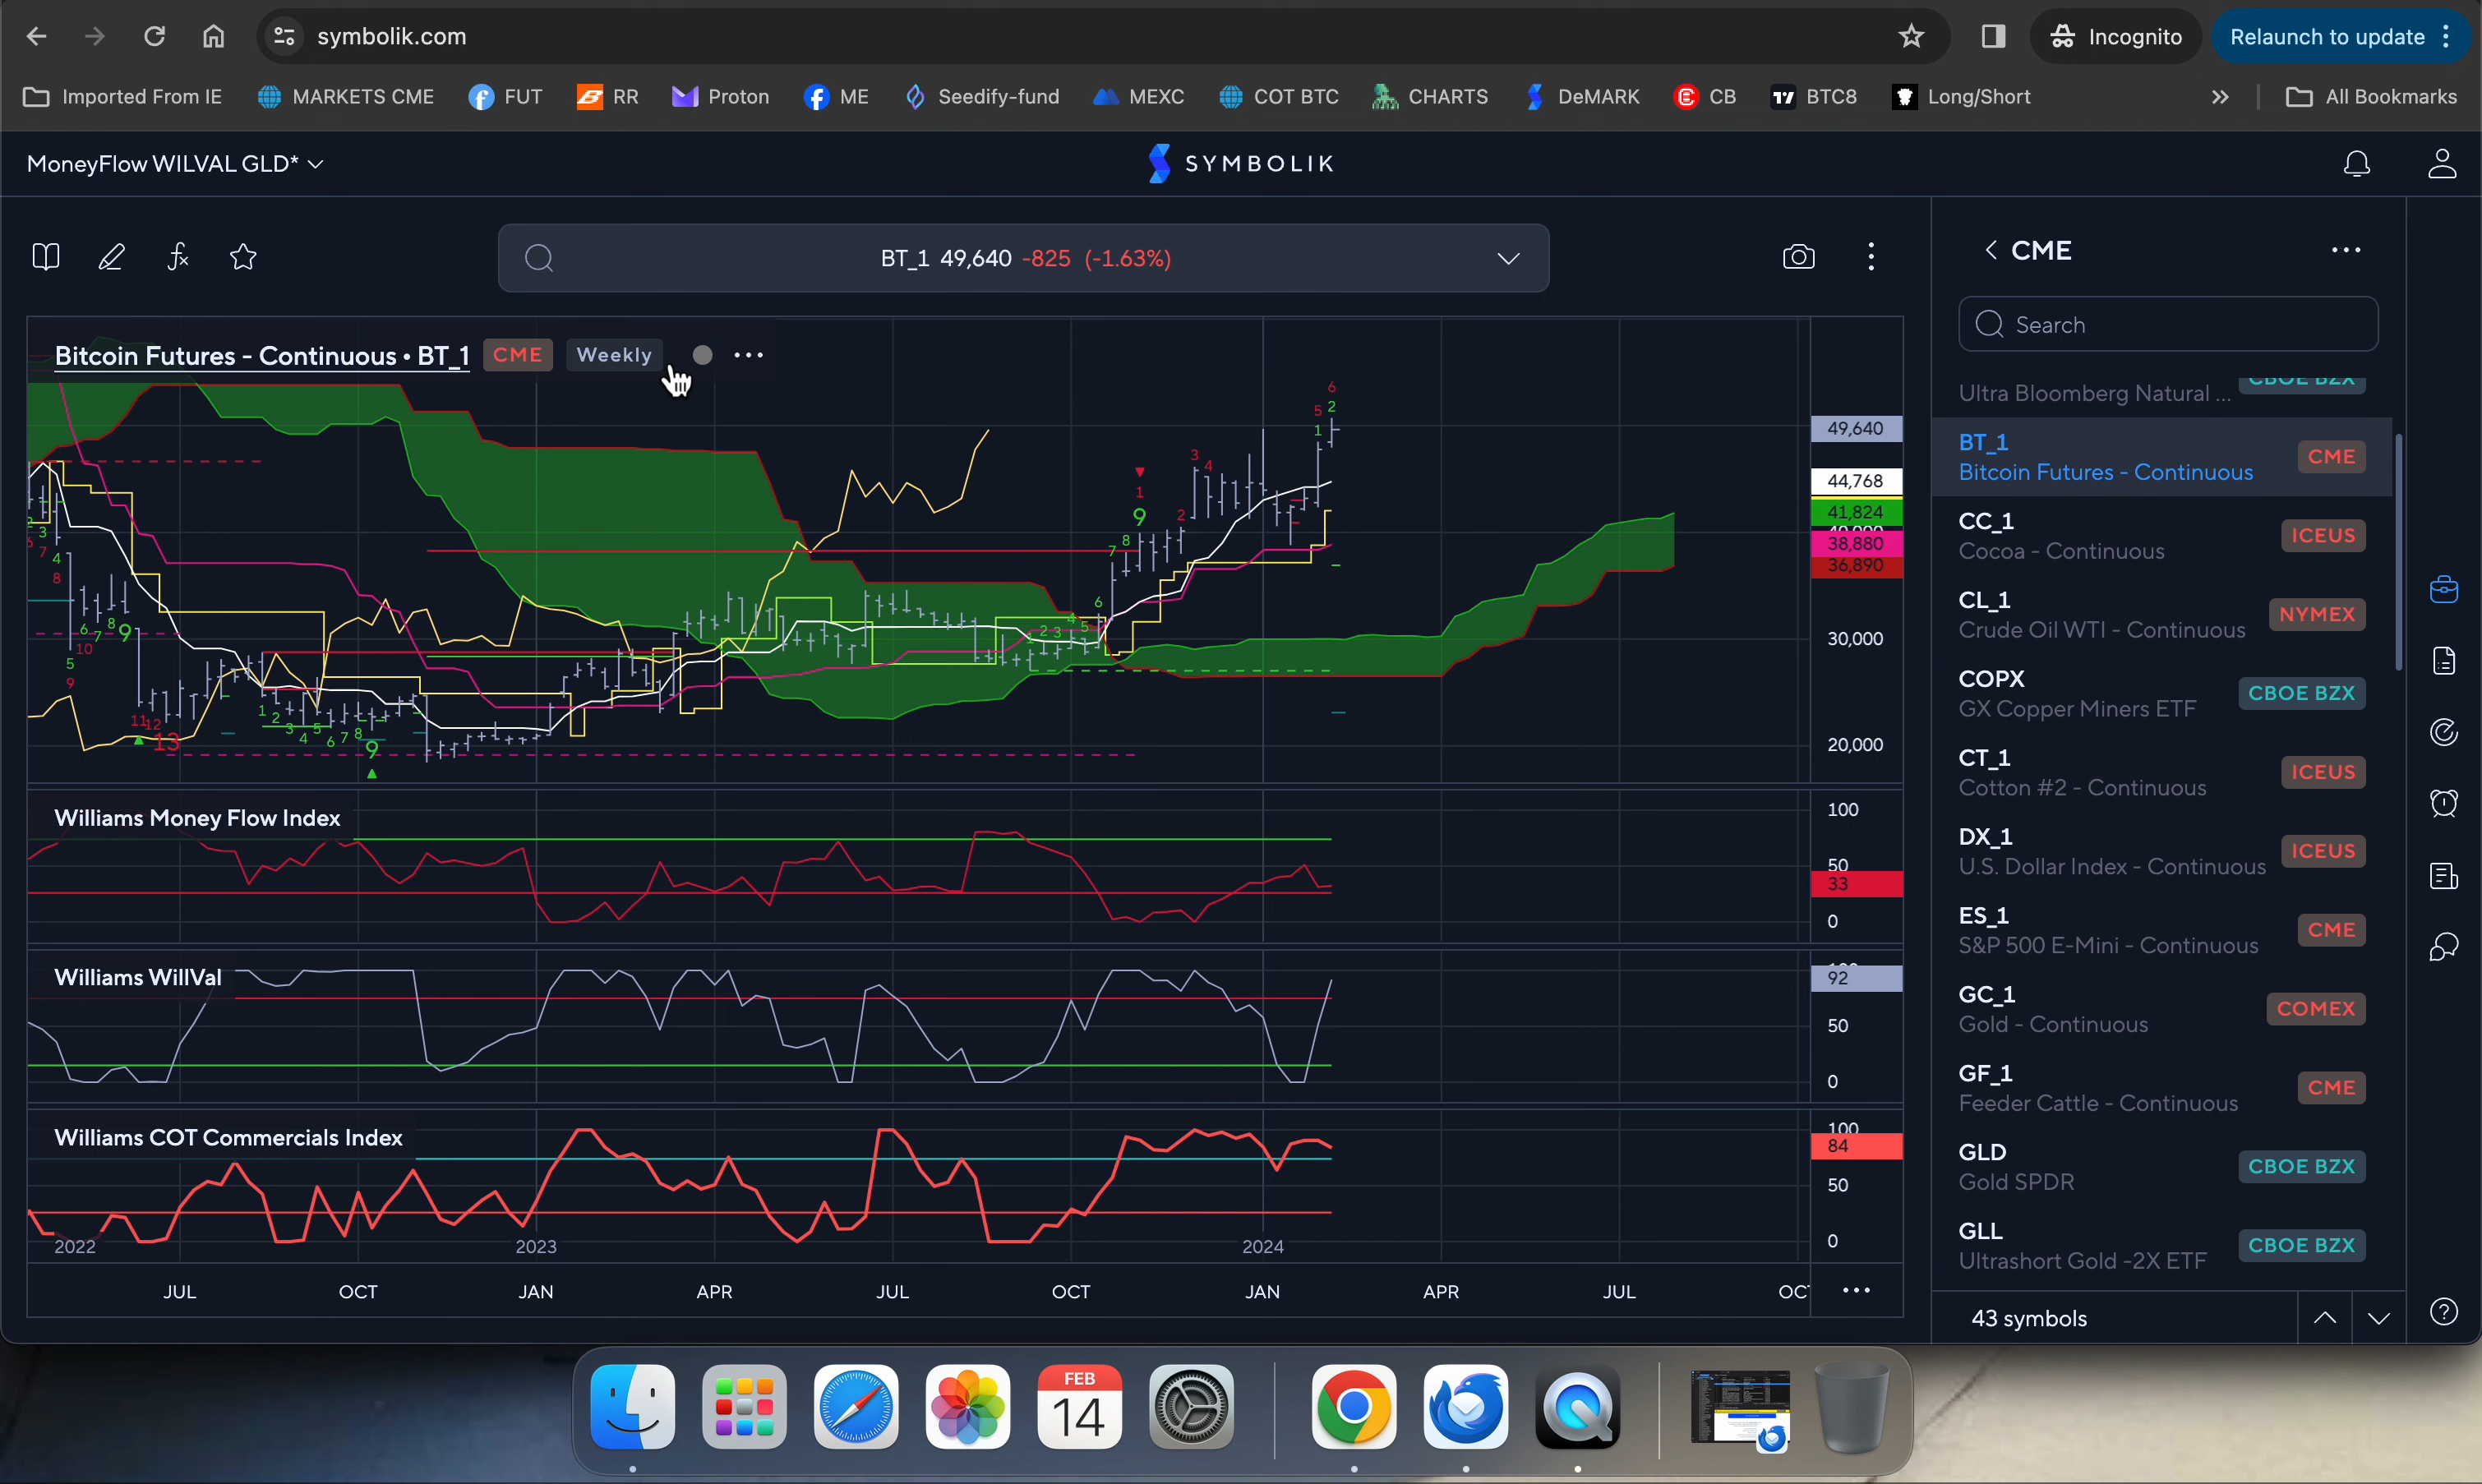 symbolik.com
Incognito
Relaunch to update
Imported From IE
MARKETS CME
FUT
RR
Proton
ME
Seedify-fund
MEXC
COT BTC
CHARTS
DeMARK
CB
BTC8
Long/Short
All Bookmarks
MoneyFlow WILVAL GLD*
SYMBOLIK
BT_1 49,640 -825 (-1.63%)
Bitcoin Futures - Continuous • BT_1 CME Weekly
49,640
44,768
41,824
38,880
36,890
30,000
20,000
Williams Money Flow Index
100
50
33
0
Williams WillVal
92
50
0
Williams COT Commercials Index
100
84
50
0
2022 2023 2024
JUL OCT JAN APR JUL OCT JAN APR JUL
CME
Search
Ultra Bloomberg Natural ...
CBOE BZX
BT_1
Bitcoin Futures - Continuous
CME
CC_1
Cocoa - Continuous
ICEUS
CL_1
Crude Oil WTI - Continuous
NYMEX
COPX
GX Copper Miners ETF
CBOE BZX
CT_1
Cotton #2 - Continuous
ICEUS
DX_1
U.S. Dollar Index - Continuous
ICEUS
ES_1
S&P 500 E-Mini - Continuous
CME
GC_1
Gold - Continuous
COMEX
GF_1
Feeder Cattle - Continuous
CME
GLD
Gold SPDR
CBOE BZX
GLL
Ultrashort Gold -2X ETF
CBOE BZX
43 symbols
FEB
14